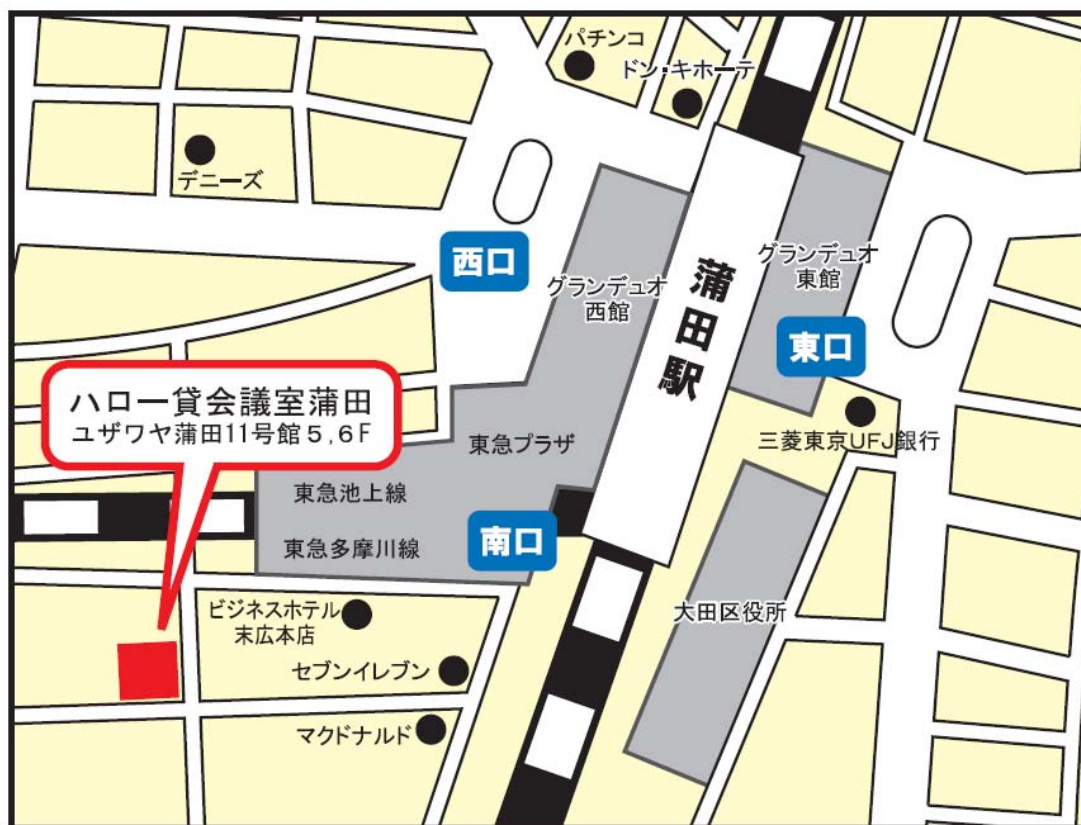 パチンコ
ドン・キホーテ
デニーズ
西口
グランデュオ
西館
蒲田駅
グランデュオ
東館
東口
ハロー貸会議室蒲田
ユザワヤ蒲田11号館5,6F
東急プラザ
三菱東京UFJ銀行
東急池上線
東急多摩川線
南口
ビジネスホテル
末広本店
大田区役所
セブンイレブン
マクドナルド